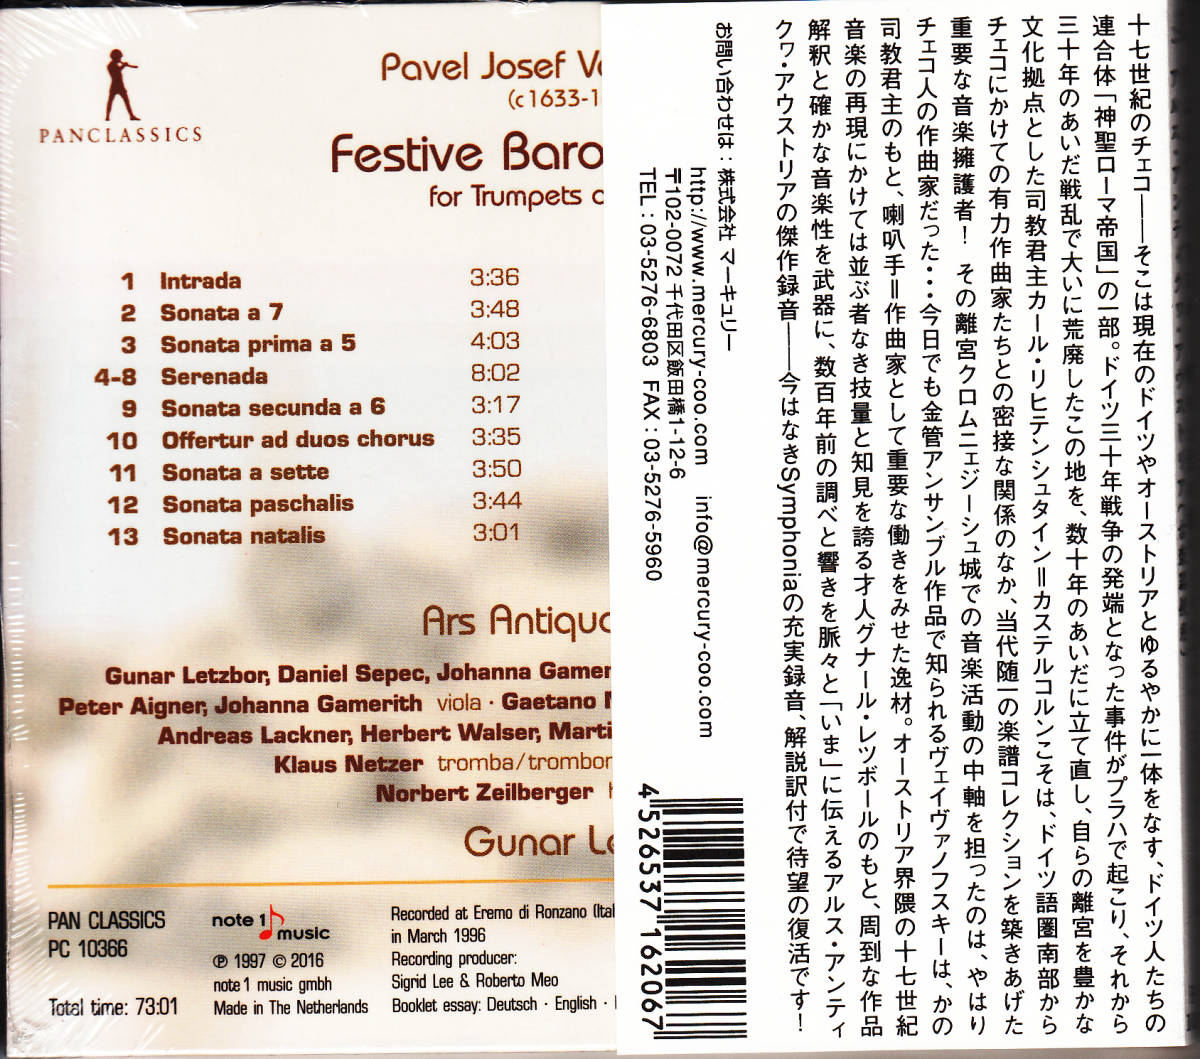 PANCLASSICS
Pavel Josef
(c1633-1
Festive Baro
for Trumpets
1 Intrada 3:36
2 Sonata a 7 3:48
3 Sonata prima a 5 4:03
4-8 Serenada 8:02
9 Sonata secunda a 6 3:17
10 Offertur ad duos chorus 3:35
11 Sonata a sette 3:50
12 Sonata paschalis 3:44
13 Sonata natalis 3:01
Ars Antiqua
Gunar Letzbor, Daniel Sepec, Johanna Gamer
Peter Aigner, Johanna Gamerith viola · Gaetano
Andreas Lackner, Herbert Walser, Marti
Klaus Netzer tromba/trombon
Norbert Zeilberger
Gunar Le
PAN CLASSICS
PC 10366
Total time: 73:01
note 1 music
℗ 1997 © 2016
note 1 music gmbh
Made in The Netherlands
Recorded at Eremo di Ronzano (Ital
in March 1996
Recording producer:
Sigrid Lee & Roberto Meo
Booklet essay: Deutsch · English ·
十七世紀のチェコ――そこは現在のドイツやオーストリアとゆるやかに一体をなす、ドイツ人たちの
連合体「神聖ローマ帝国」の一部。ドイツ三十年戦争の発端となった事件がプラハで起こり、それから
三十年のあいだ戦乱で大いに荒廃したこの地を、数十年のあいだに立て直し、自らの離宮を豊かな
文化拠点とした司教君主カール・リヒテンシュタイン＝カステルコルンこそは、ドイツ語圏南部から
チェコにかけての有力作曲家たちとの密接な関係のなか、当代随一の楽譜コレクションを築きあげた
重要な音楽擁護者！ その離宮クロムニェジーシュ城での音楽活動の中軸を担ったのは、やはり
チェコ人の作曲家だった・・・今日でも金管アンサンブル作品で知られるヴェイヴァノフスキーは、かの
司教君主のもと、喇叭手＝作曲家として重要な働きをみせた逸材。オーストリア界隈の十七世紀
音楽の再現にかけては並ぶ者なき技量と知見を誇る才人グナール・レツボールのもと、周到な作品
解釈と確かな音楽性を武器に、数百年前の調べと響きを脈々と「いま」に伝えるアルス・アンティ
クヮ・アウストリアの傑作録音――今はなきSymphoniaの充実録音、解説訳付で待望の復活です！
お問い合わせは：株式会社 マーキュリー
http://www.mercury-coo.com info@mercury-coo.com
〒102-0072 千代田区飯田橋1-12-6
TEL：03-5276-6803 FAX：03-5276-5960
4526537162067